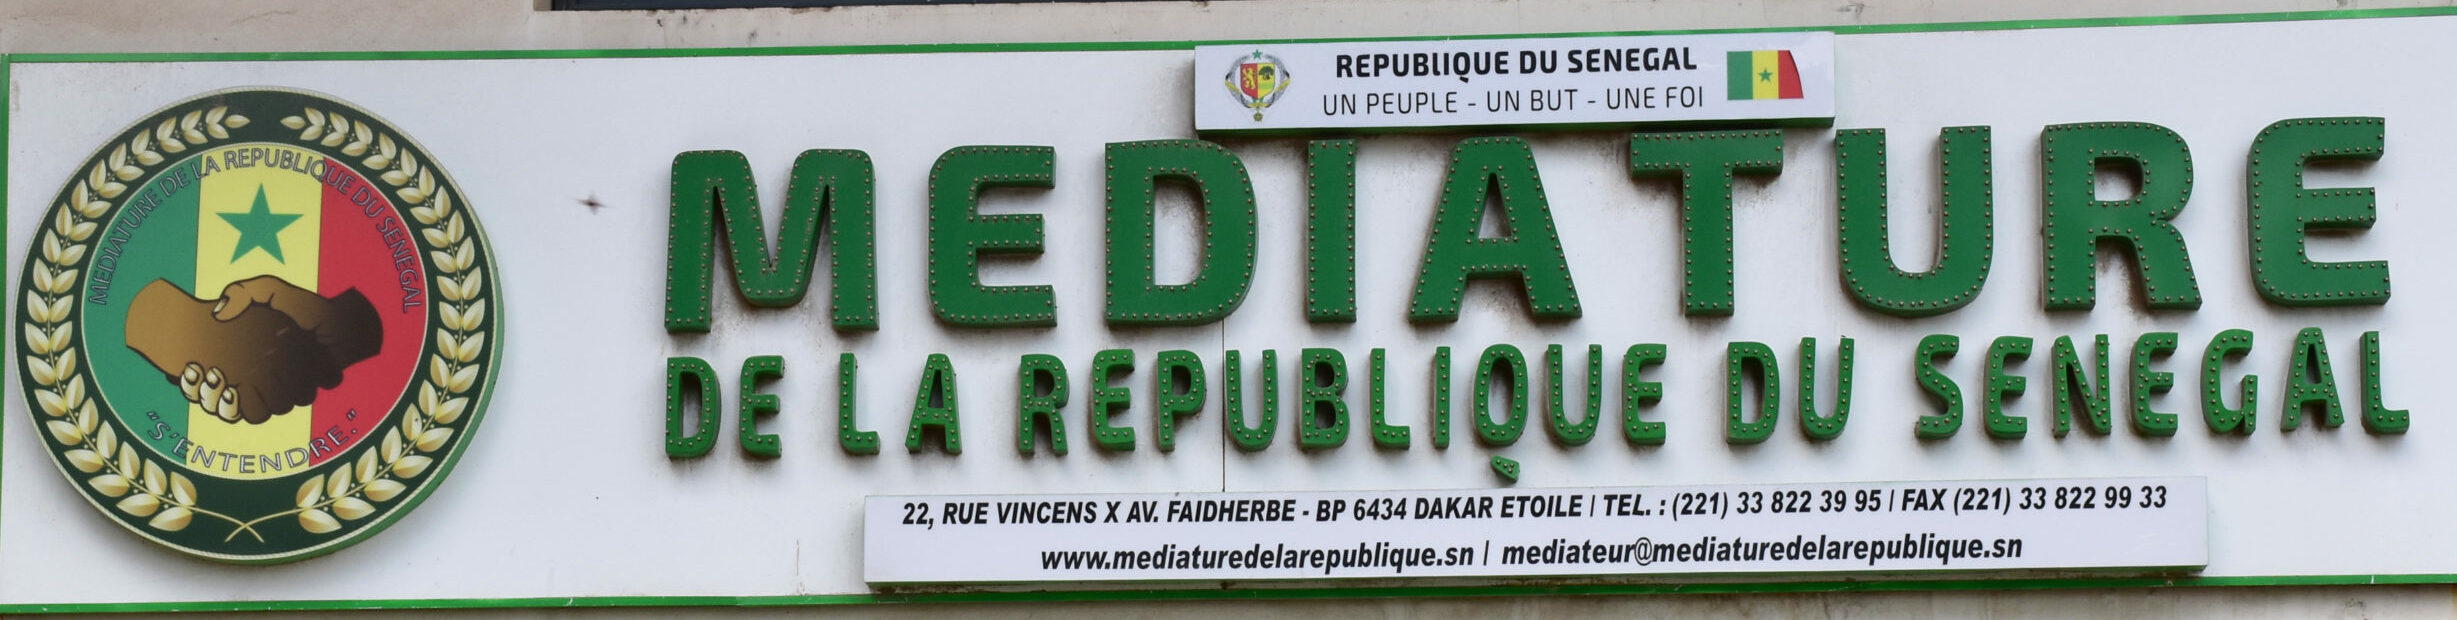 MEDIATURE DE LA REPUBLIQUE DU SENEGAL
"S'ENTENDRE."
REPUBlIQUE DU SENEGAL
UN PEUPLE - UN BUT - UNE FOI
MEDIATURE
DE LA REPUBLIQUE DU SENEGAL
22, RUE VINCENS X AV. FAIDHERBE - BP 6434 DAKAR ETOILE | TEL. : (221) 33 822 39 95 | FAX (221) 33 822 99 33
www.mediaturedelarepublique.sn | mediateur@mediaturedelarepublique.sn